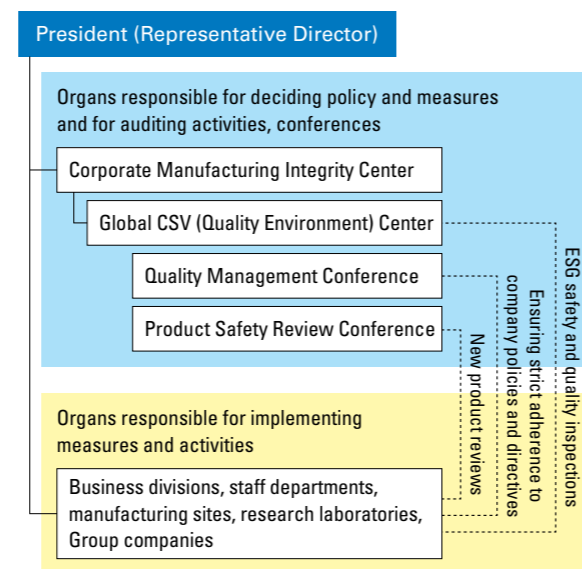 President (Representative Director)
Organs responsible for deciding policy and measures
and for auditing activities, conferences
Corporate Manufacturing Integrity Center
Global CSV (Quality Environment) Center
Quality Management Conference
Product Safety Review Conference
New product reviews
Ensuring strict adherence to
company policies and directives
ESG safety and quality inspections
Organs responsible for implementing
measures and activities
Business divisions, staff departments,
manufacturing sites, research laboratories,
Group companies